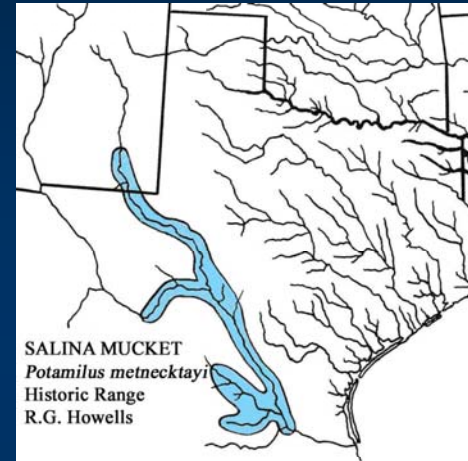 SALINA MUCKET
Potamilus metnecktayi
Historic Range
R.G. Howells